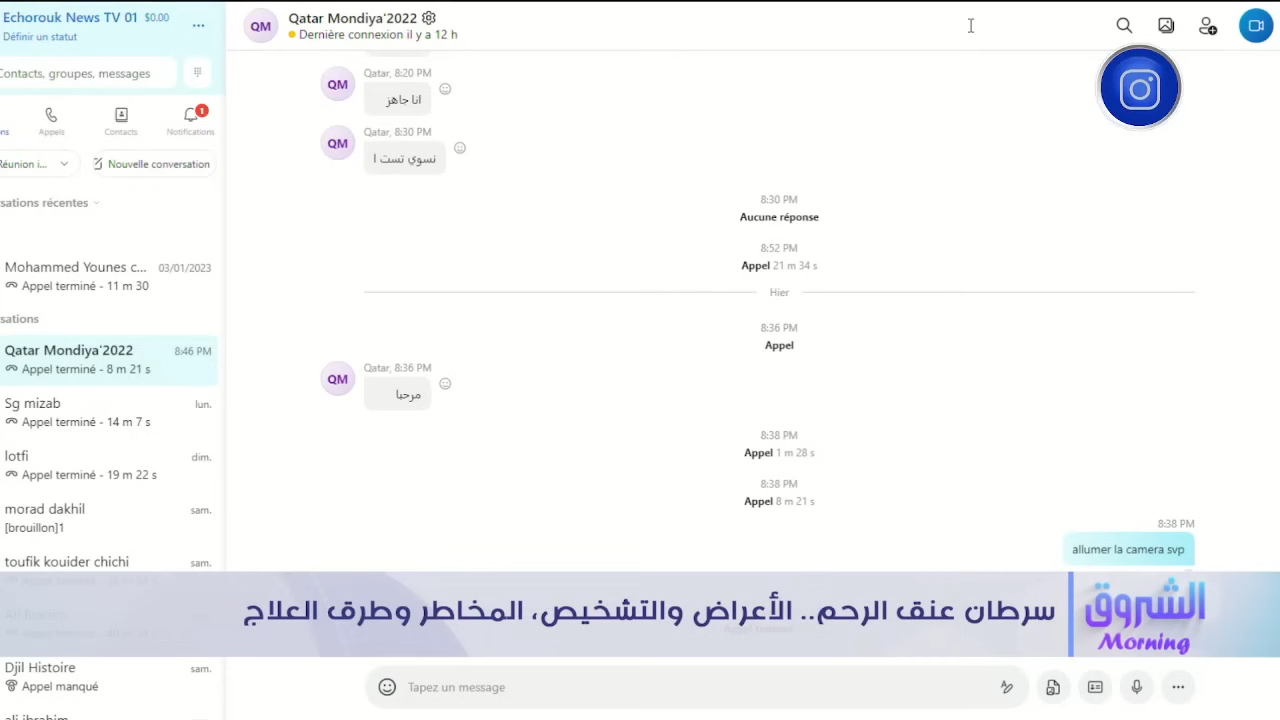 Echorouk News TV 01 $0.00
Définir un statut
Contacts, groupes, messages
Appels
Contacts
Notifications
1
Réunion i...
Nouvelle conversation
sations récentes
Mohammed Younes c... 03/01/2023
Appel terminé - 11 m 30
sations
Qatar Mondiya'2022 8:46 PM
Appel terminé - 8 m 21 s
Sg mizab lun.
Appel terminé - 14 m 7 s
lotfi dim.
Appel terminé - 19 m 22 s
morad dakhil sam.
[brouillon]1
toufik kouider chichi sam.
Djil Histoire sam.
Appel manqué
ali ibrahim
QM
Qatar Mondiya'2022
Dernière connexion il y a 12 h
Qatar, 8:20 PM
QM
انا جاهز
Qatar, 8:30 PM
QM
نسوي تست ا
8:30 PM
Aucune réponse
8:52 PM
Appel 21 m 34 s
Hier
8:36 PM
Appel
Qatar, 8:36 PM
QM
مرحبا
8:38 PM
Appel 1 m 28 s
8:38 PM
Appel 8 m 21 s
8:38 PM
allumer la camera svp
سرطان عنق الرحم.. الأعراض والتشخيص، المخاطر وطرق العلاج
الشروق
Morning
Tapez un message